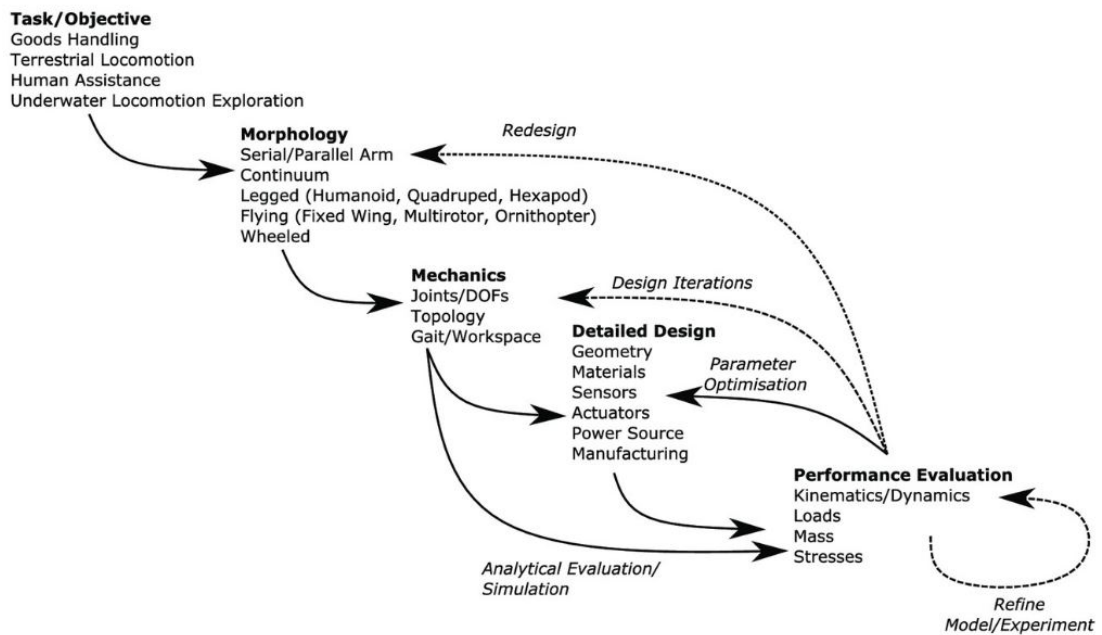 Task/Objective
Goods Handling
Terrestrial Locomotion
Human Assistance
Underwater Locomotion Exploration
Redesign
Morphology
Serial/Parallel Arm
Continuum
Legged (Humanoid, Quadruped, Hexapod)
Flying (Fixed Wing, Multirotor, Ornithopter)
Wheeled
Mechanics
Joints/DOFs
Topology
Gait/Workspace
Design Iterations
Detailed Design
Geometry
Materials
Sensors
Actuators
Power Source
Manufacturing
Parameter
Optimisation
Performance Evaluation
Kinematics/Dynamics
Loads
Mass
Stresses
Analytical Evaluation/
Simulation
Refine
Model/Experiment